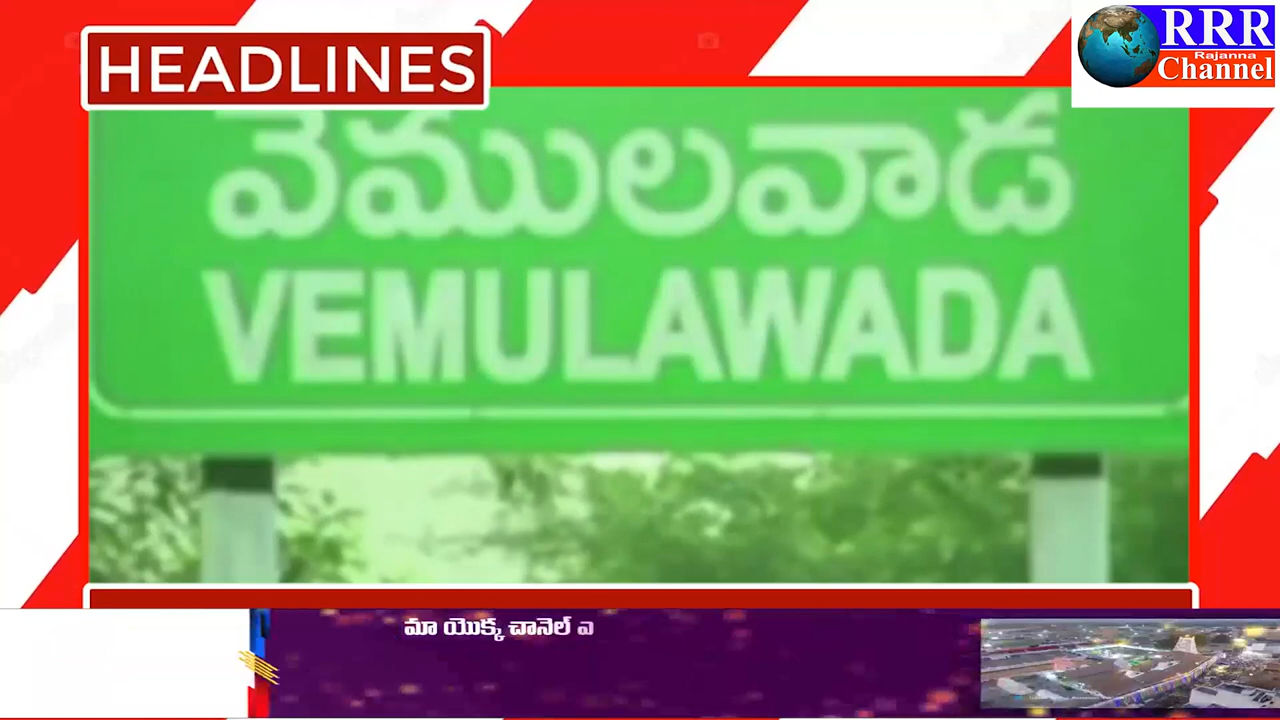 HEADLINES
RRR
Rajanna
Channel
వేములవాడ
VEMULAWADA
మా యొక్క చానెల్ ఎ